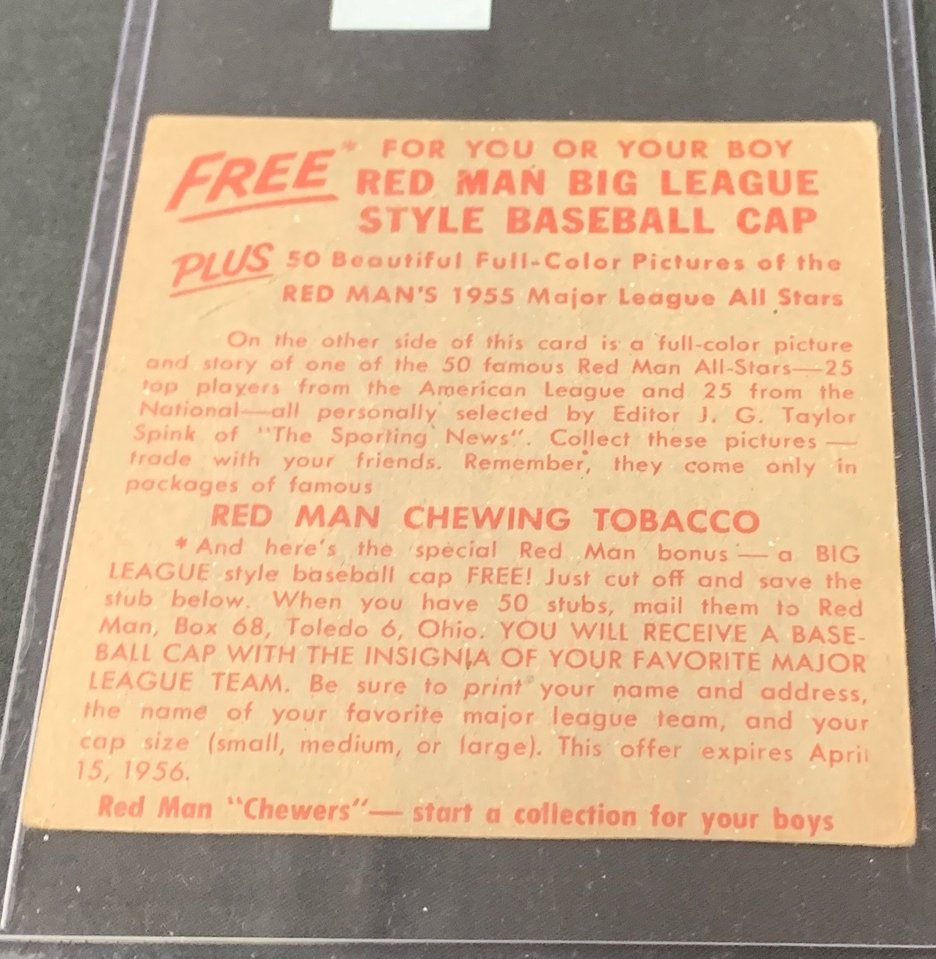 FREE* FOR YOU OR YOUR BOY
RED MAN BIG LEAGUE
STYLE BASEBALL CAP
PLUS 50 Beautiful Full-Color Pictures of the
RED MAN'S 1955 Major League All Stars
On the other side of this card is a full-color picture
and story of one of the 50 famous Red Man All-Stars—25
top players from the American League and 25 from the
National—all personally selected by Editor J. G. Taylor
Spink of "The Sporting News". Collect these pictures —
trade with your friends. Remember, they come only in
packages of famous
RED MAN CHEWING TOBACCO
*And here's the special Red Man bonus — a BIG
LEAGUE style baseball cap FREE! Just cut off and save the
stub below. When you have 50 stubs, mail them to Red
Man, Box 68, Toledo 6, Ohio. YOU WILL RECEIVE A BASE-
BALL CAP WITH THE INSIGNIA OF YOUR FAVORITE MAJOR
LEAGUE TEAM. Be sure to print your name and address,
the name of your favorite major league team, and your
cap size (small, medium, or large). This offer expires April
15, 1956.
Red Man "Chewers"— start a collection for your boys